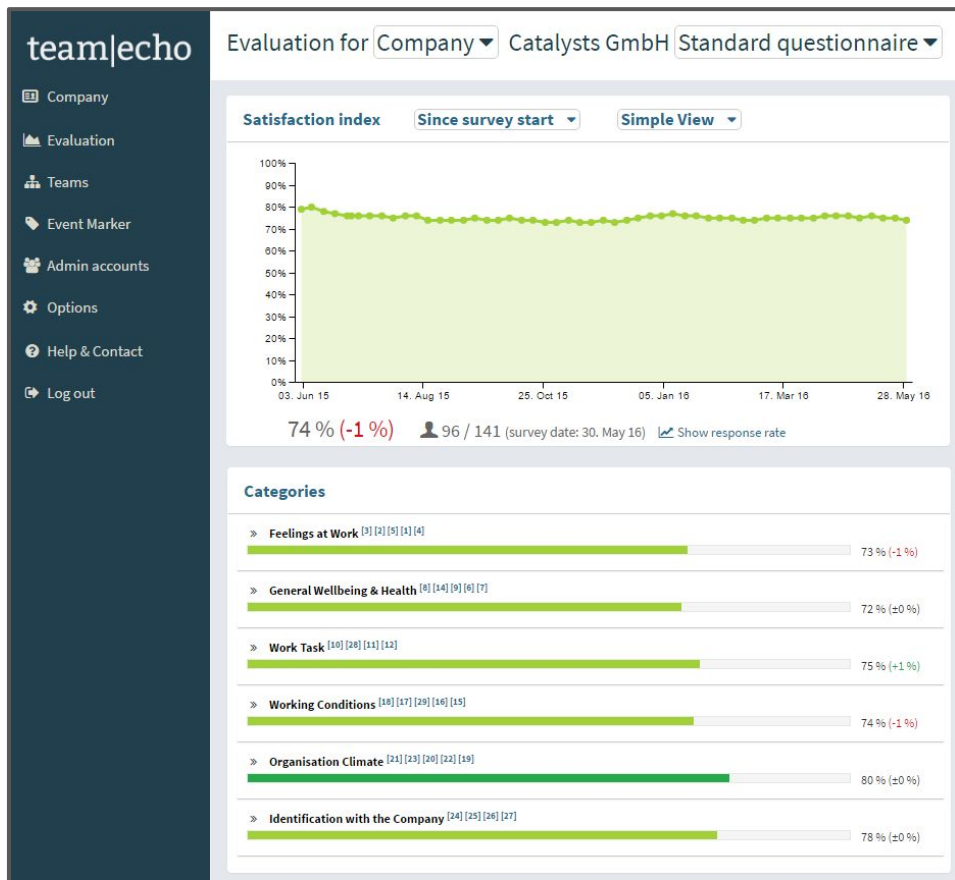 team|echo
Company
Evaluation
Teams
Event Marker
Admin accounts
Options
Help & Contact
Log out
Evaluation for Company Catalysts GmbH Standard questionnaire
Satisfaction index Since survey start Simple View
100%
90%
80%
70%
60%
50%
40%
30%
20%
10%
0%
03. Jun 15 14. Aug 15 25. Oct 15 05. Jan 16 17. Mar 16 28. May 16
74 % (-1 %) 96 / 141 (survey date: 30. May 16) Show response rate
Categories
» Feelings at Work [3] [2] [5] [1] [4]
73 % (-1 %)
» General Wellbeing & Health [8] [14] [9] [6] [7]
72 % (±0 %)
» Work Task [10] [28] [11] [12]
75 % (+1 %)
» Working Conditions [18] [17] [29] [16] [15]
74 % (-1 %)
» Organisation Climate [21] [23] [20] [22] [19]
80 % (±0 %)
» Identification with the Company [24] [25] [26] [27]
78 % (±0 %)